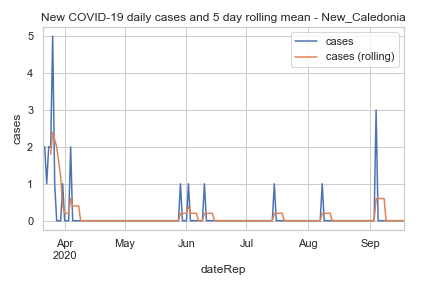 New COVID-19 daily cases and 5 day rolling mean - New_Caledonia
cases
cases (rolling)
5
4
3
2
1
0
cases
Apr
2020
May
Jun
Jul
Aug
Sep
dateRep